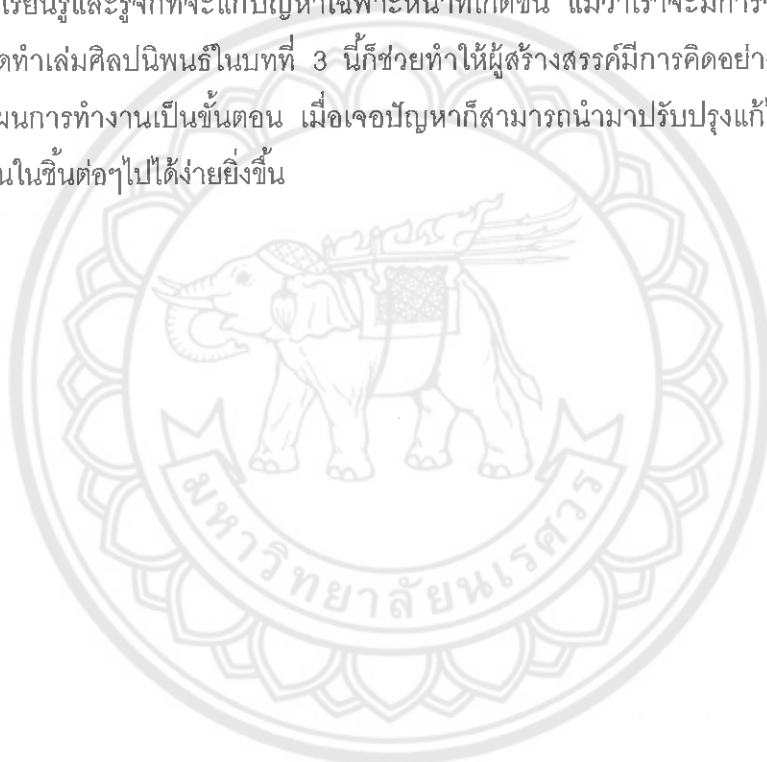 เรียนรู้และรู้จักที่จะแก้ปัญหาเฉพาะหน้าที่เกิดขึ้น แม้ว่าเราจะมีการ
ทำเล่มศิลปนิพนธ์ในบทที่ 3 นี้ก็ช่วยทำให้ผู้สร้างสรรค์มีการคิดอย่าง
แผนการทำงานเป็นขั้นตอน เมื่อเจอปัญหาก็สามารถนำมาปรับปรุงแก้
ในชิ้นต่อๆไปได้ง่ายยิ่งขึ้น
มหาวิทยาลัยนเรศวร